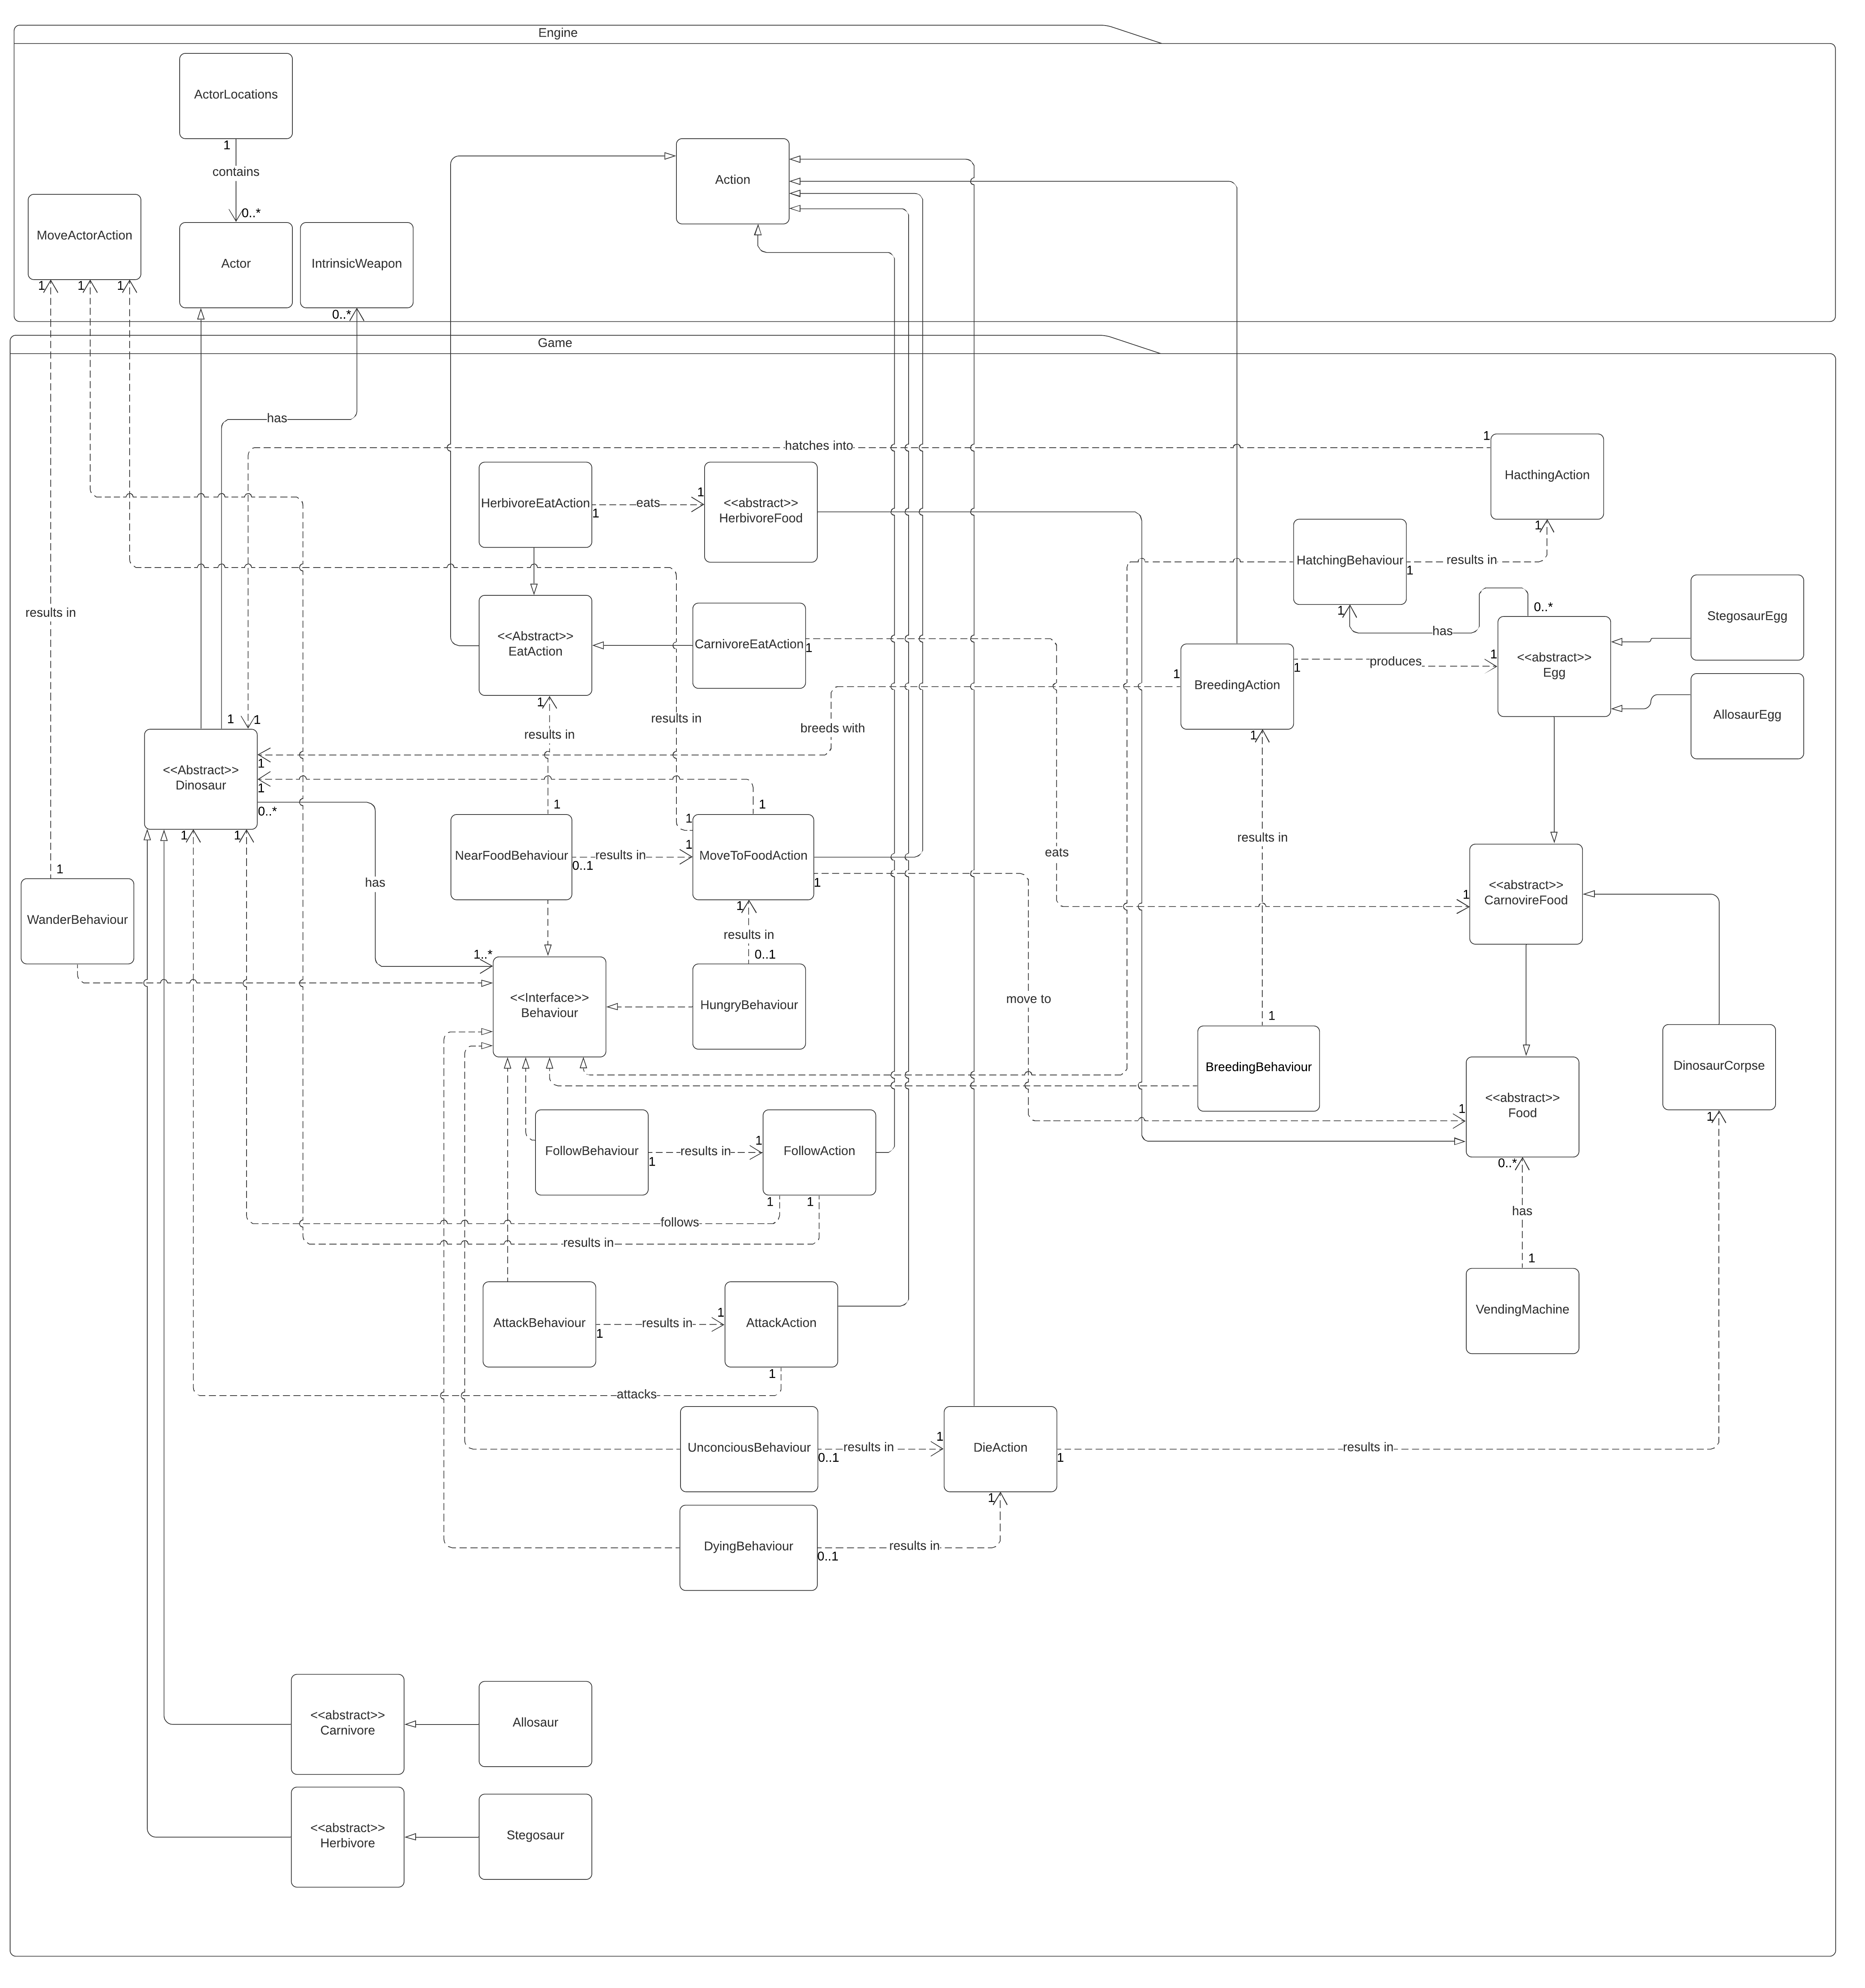 Engine
ActorLocations
1
contains
0..*
MoveActorAction
Actor
IntrinsicWeapon
Action
1
1
1
0..*
Game
has
hatches into
1
HacthingAction
HerbivoreEatAction
1
eats
1
<<abstract>>
HerbivoreFood
1
HatchingBehaviour
1
results in
results in
1
has
0..*
StegosaurEgg
<<Abstract>>
EatAction
CarnivoreEatAction
1
BreedingAction
1
1
produces
1
<<abstract>>
Egg
AllosaurEgg
1
results in
results in
breeds with
1
1
1
<<Abstract>>
Dinosaur
1
1
0..*
1
1
1
1
NearFoodBehaviour
0..1
results in
1
1
MoveToFoodAction
1
results in
1
eats
1
<<abstract>>
CarnovireFood
1
WanderBehaviour
has
1..*
1
results in
0..1
<<Interface>>
Behaviour
HungryBehaviour
move to
1
BreedingBehaviour
<<abstract>>
Food
1
DinosaurCorpse
1
FollowBehaviour
1
results in
1
FollowAction
1
1
follows
results in
0..*
has
1
VendingMachine
AttackBehaviour
1
results in
1
AttackAction
1
attacks
UnconciousBehaviour
0..1
results in
1
DieAction
1
results in
1
DyingBehaviour
0..1
results in
<<abstract>>
Carnivore
Allosaur
<<abstract>>
Herbivore
Stegosaur